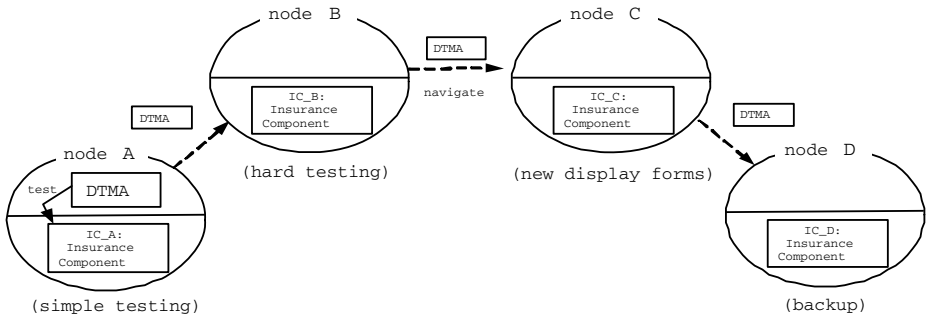 node B
node C
DTMA
navigate
IC_B:
Insurance
Component
IC_C:
Insurance
Component
DTMA
DTMA
(hard testing)
(new display forms)
node A
node D
test
DTMA
IC_A:
Insurance
Component
IC_D:
Insurance
Component
(simple testing)
(backup)